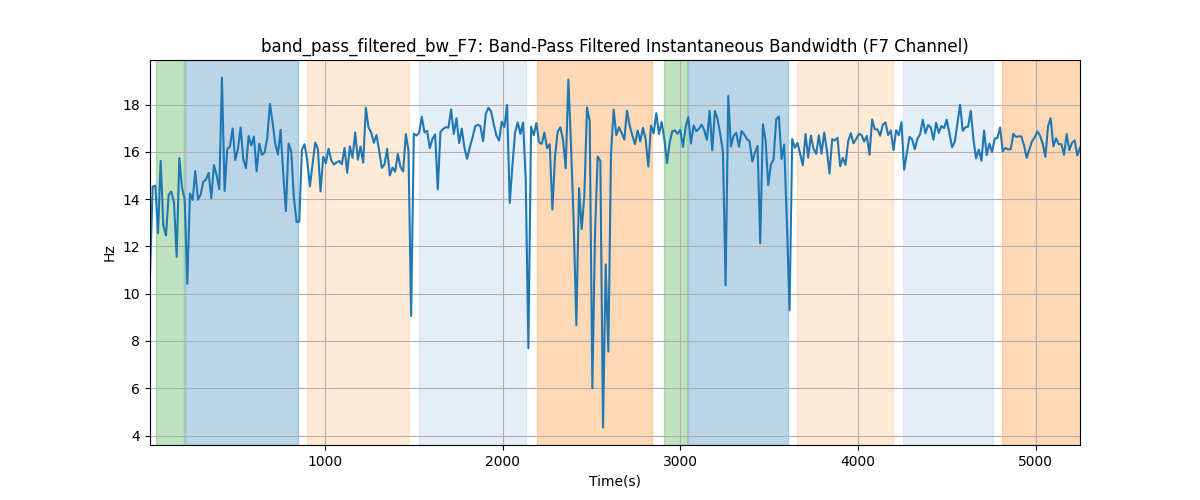 band_pass_filtered_bw_F7: Band-Pass Filtered Instantaneous Bandwidth (F7 Channel)
18
16
14
12
10
8
6
4
Hz
1000 2000 3000 4000 5000
Time(s)